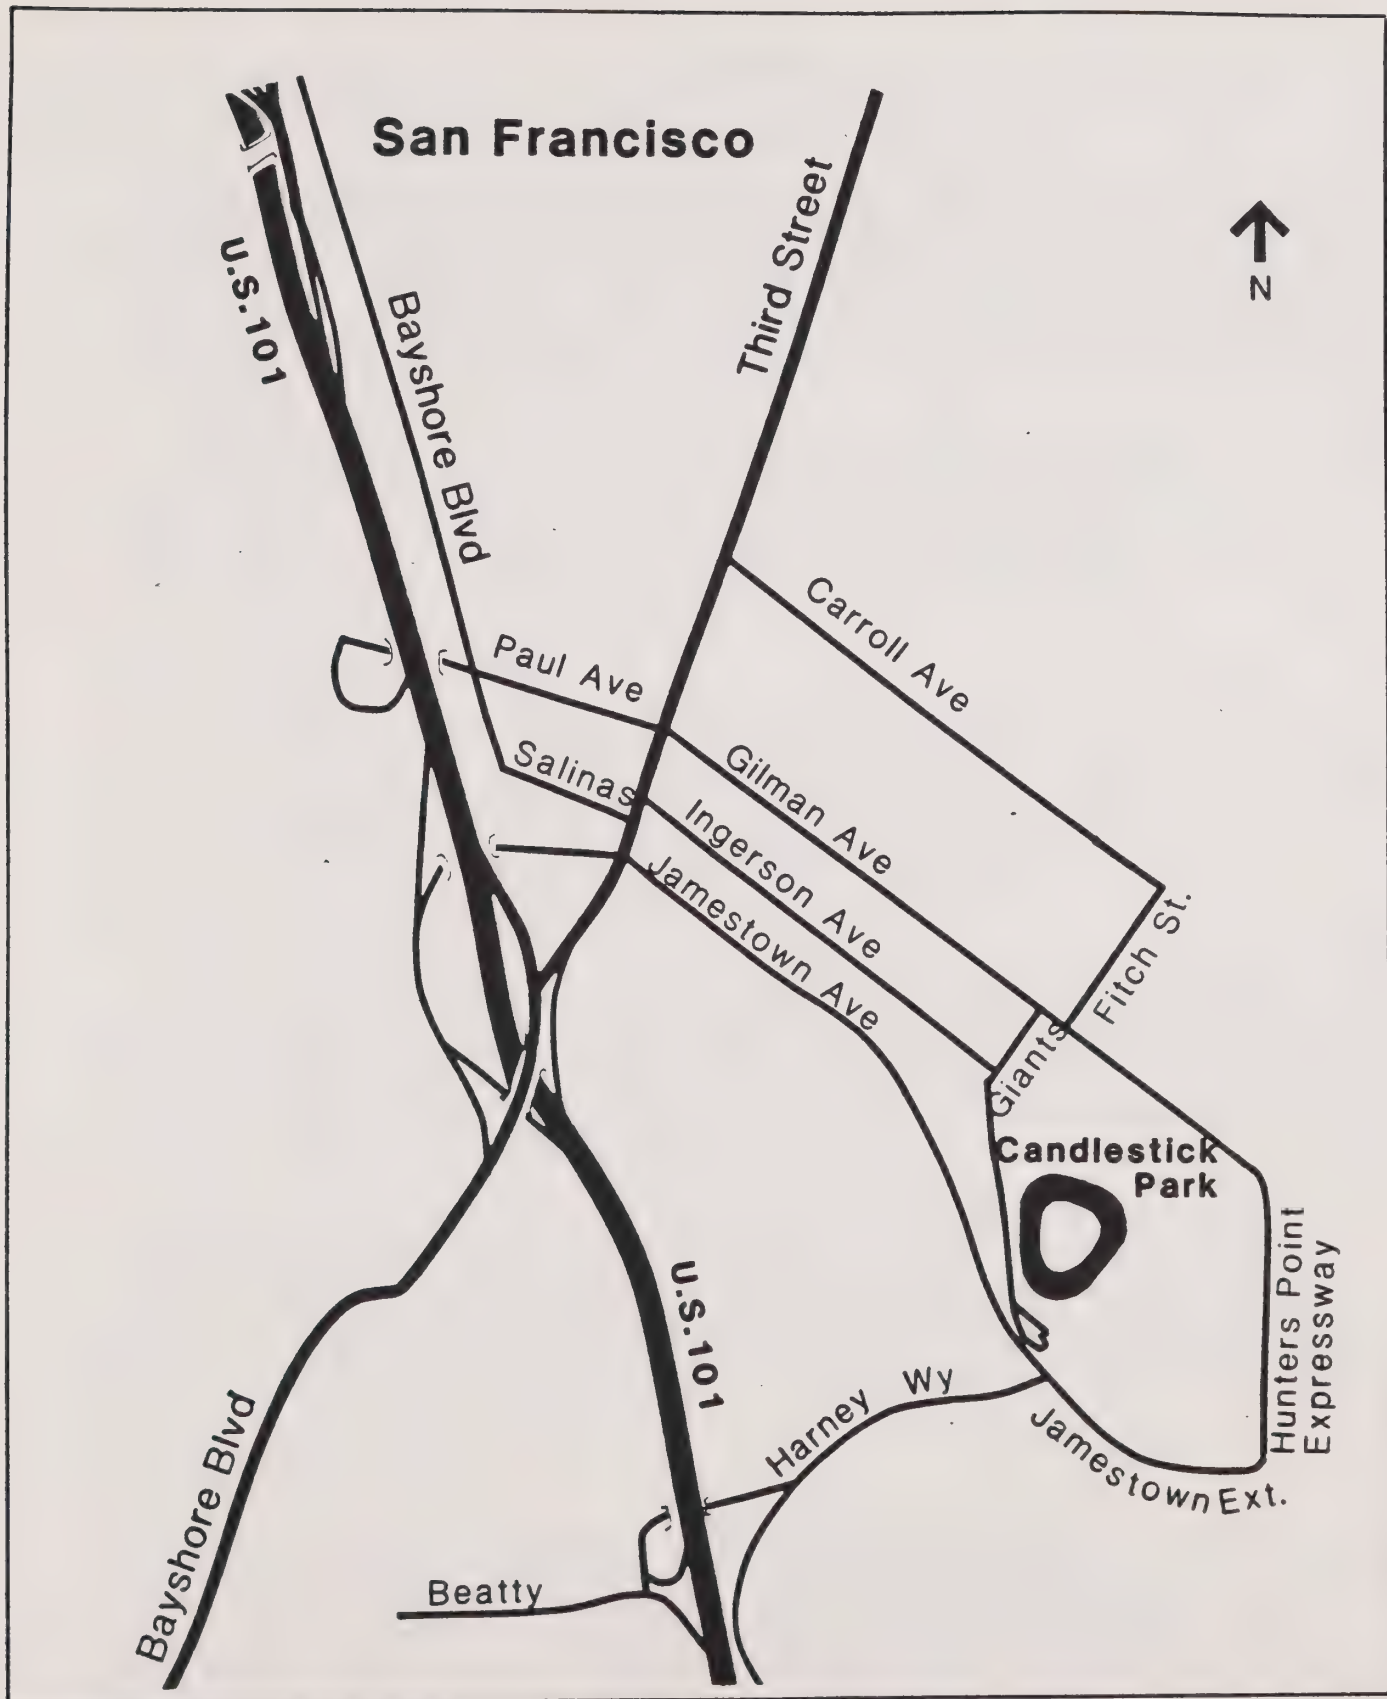 San Francisco
Third Street
N
U.S.101
Bayshore Blvd
Carroll Ave
Paul Ave
Salinas
Gilman Ave
Ingerson Ave
Jamestown Ave
Fitch St.
Giants
Candlestick
Park
Hunters Point
Expressway
U.S.101
Harney Wy
Jamestown Ext.
Bayshore Blvd
Beatty